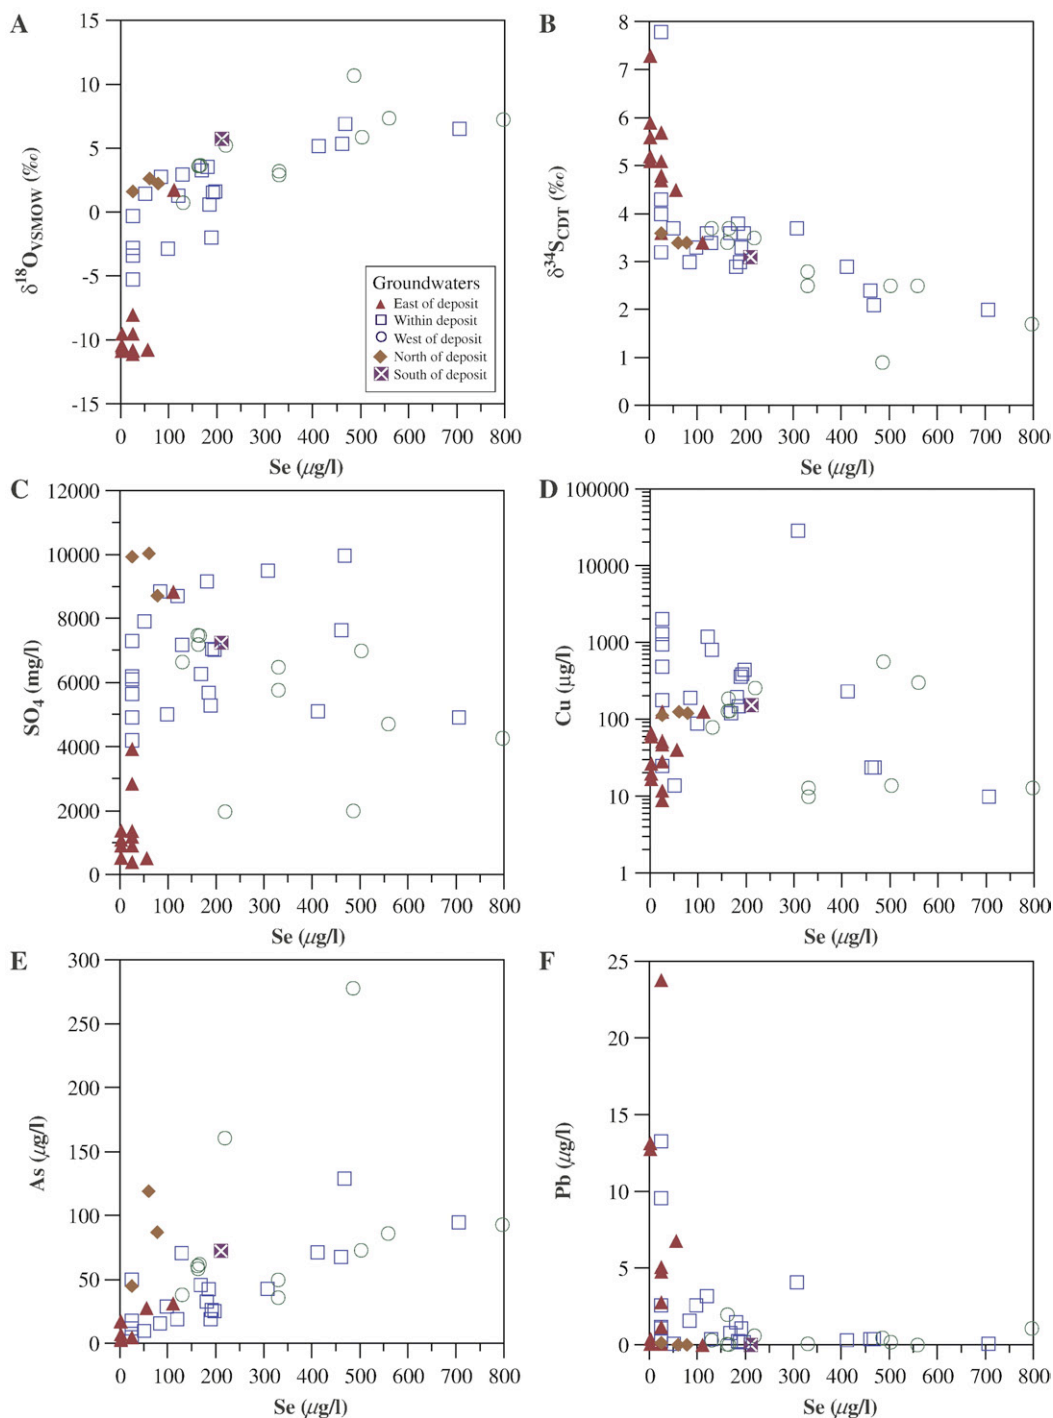 A
B
15
10
5
0
-5
-10
-15
δ18OVSMOW (‰)
Groundwaters
East of deposit
Within deposit
West of deposit
North of deposit
South of deposit
0 100 200 300 400 500 600 700 800
Se (µg/l)
8
7
6
5
4
3
2
1
0
δ34SCDT (‰)
0 100 200 300 400 500 600 700 800
Se (µg/l)
C
D
12000
10000
8000
6000
4000
2000
0
SO4 (mg/l)
0 100 200 300 400 500 600 700 800
Se (µg/l)
100000
10000
1000
100
10
1
Cu (µg/l)
0 100 200 300 400 500 600 700 800
Se (µg/l)
E
F
300
250
200
150
100
50
0
As (µg/l)
0 100 200 300 400 500 600 700 800
Se (µg/l)
25
20
15
10
5
0
Pb (µg/l)
0 100 200 300 400 500 600 700 800
Se (µg/l)